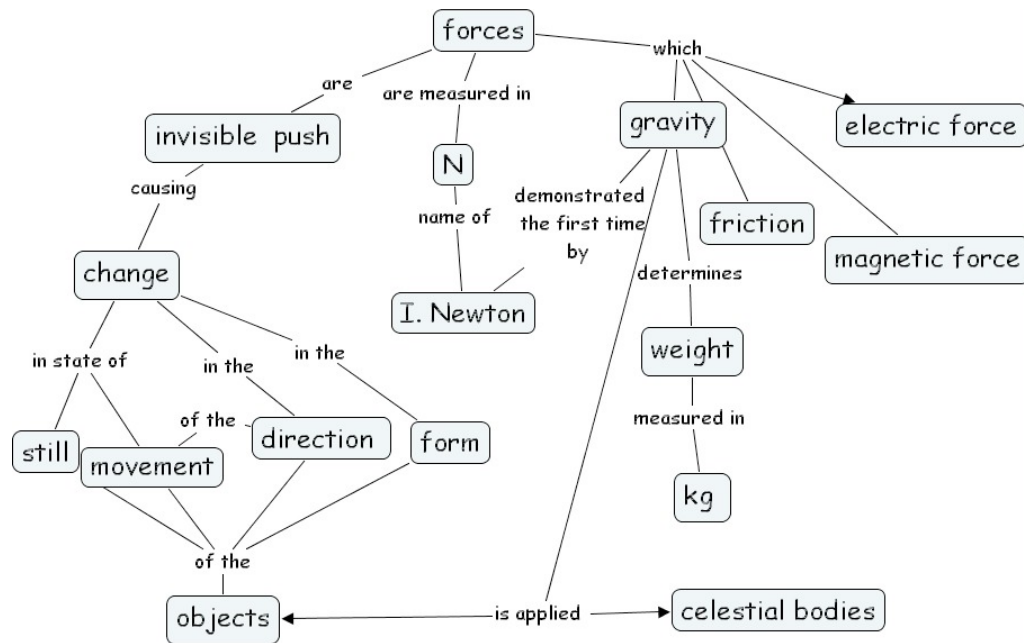 forces
which
are
are measured in
invisible push
gravity
electric force
N
causing
demonstrated
the first time
by
name of
friction
magnetic force
change
determines
I. Newton
in state of
in the
in the
weight
of the
measured in
still
movement
direction
form
kg
of the
objects
is applied
celestial bodies